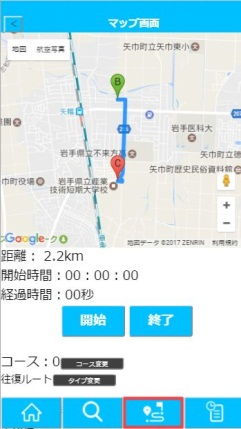 <
マップ画面
地図 航空写真
矢巾町立矢巾東小
矢幅
岩手医科大
岩手県立不東方高
矢巾町立徳
矢巾町歴史民俗資料館
巾町役場
岩手県立産業
技術短期大学校
B
C
+
−
Google
地図データ ©2017 ZENRIN 利用規約
距離： 2.2km
開始時間：00：00：00
経過時間：00秒
開始 終了
コース：0 コース変更
往復ルート タイプ変更